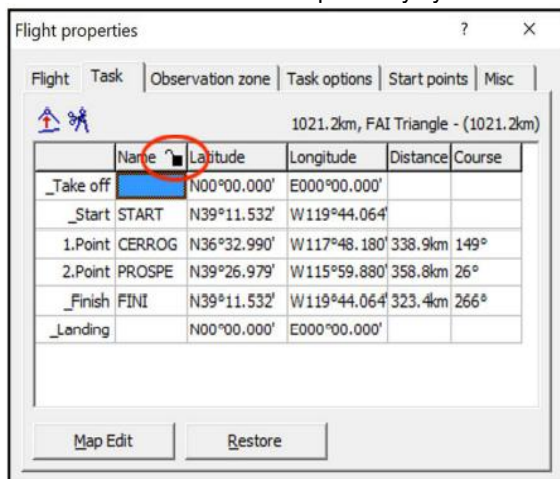 Flight properties ? ×
Flight Task Observation zone Task options Start points Misc
1021.2km, FAI Triangle - (1021.2km)
Name Latitude Longitude Distance Course
_Take off N00°00.000' E000°00.000'
_Start START N39°11.532' W119°44.064'
1.Point CERROG N36°32.990' W117°48.180' 338.9km 149°
2.Point PROSPE N39°26.979' W115°59.880' 358.8km 26°
_Finish FINI N39°11.532' W119°44.064' 323.4km 266°
_Landing N00°00.000' E000°00.000'
Map Edit Restore